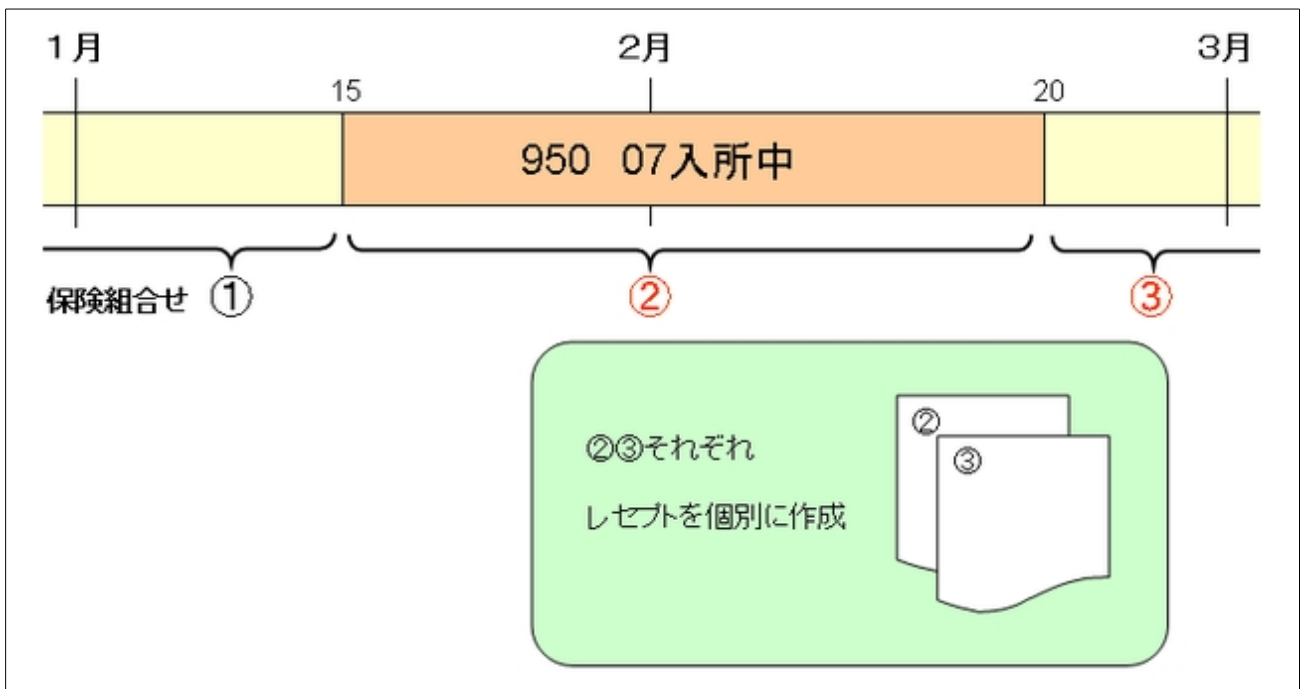 1月 2月 3月
15 20
950 07入所中
保険組合せ ① ② ③
②③それぞれ
レセプトを個別に作成
②
③